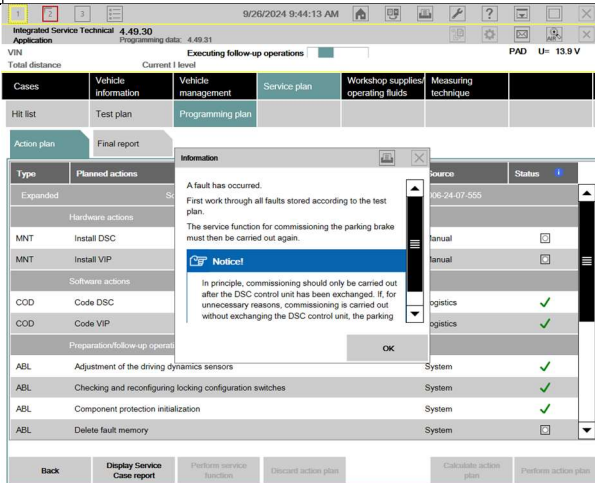 1 2 3 9/26/2024 9:44:13 AM ?
Integrated Service Technical 4.49.30
Application Programming data: 4.49.31
VIN Executing follow-up operations PAD U= 13.9 V
Total distance Current I level
Cases Vehicle information Vehicle management Service plan Workshop supplies/ operating fluids Measuring technique
Hit list Test plan Programming plan
Action plan Final report
Information
Type Planned actions Source Status i
A fault has occurred.
First work through all faults stored according to the test
plan.
The service function for commissioning the parking brake
must then be carried out again.
Notice!
In principle, commissioning should only be carried out
after the DSC control unit has been exchanged. If, for
unnecessary reasons, commissioning is carried out
without exchanging the DSC control unit, the parking
OK
Expanded 06-24-07-555
Hardware actions
MNT Install DSC Manual
MNT Install VIP Manual
Software actions
COD Code DSC ogistics
COD Code VIP ogistics
Preparation/follow-up operati
ABL Adjustment of the driving dynamics sensors System
ABL Checking and reconfiguring locking configuration switches System
ABL Component protection initialization System
ABL Delete fault memory System
Back Display Service Case report Perform service function Discard action plan Calculate action plan Perform action plan